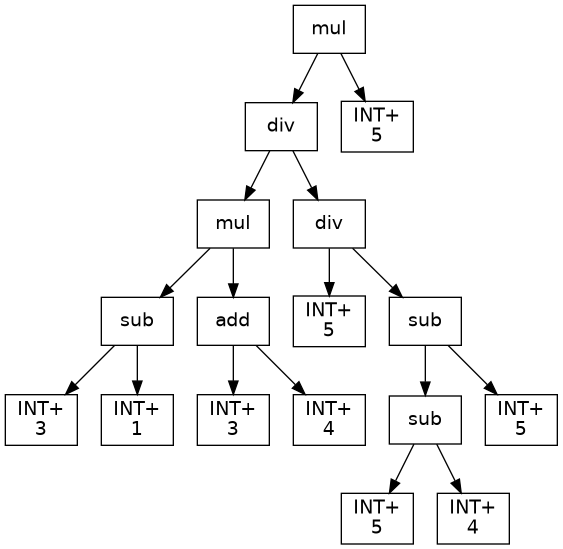 mul
div
INT+
5
mul
div
sub
add
INT+
5
sub
INT+
3
INT+
1
INT+
3
INT+
4
sub
INT+
5
INT+
5
INT+
4